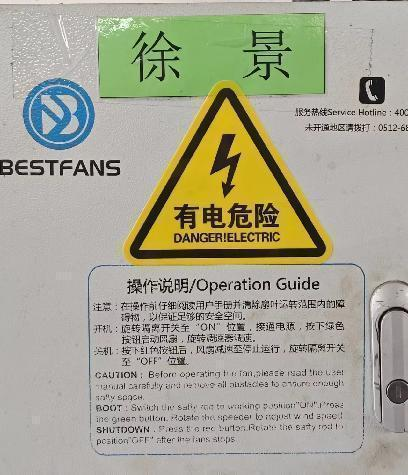 徐 景
服务热线Service Hotline：400
未开通地区请拨打：0512-68
BESTFANS
有电危险
DANGER!ELECTRIC
操作说明/Operation Guide
注意：在操作前仔细阅读用户手册并清除扇叶运转范围内的障
碍物，以保证足够的安全空间。
开机：旋转隔离开关至“ON”位置，接通电源，按下绿色
按钮启动风扇，旋转调速器调速。
关机：按下红色按钮后，风扇减速至停止运行，旋转隔离开关
至“OFF”位置.
CAUTION：Before operating the fan,please read the user
manual carefully and remove all obstacles to ensure enough
safty space.
BOOT：Switch the safty rod to working position"ON".Press
the green button. Rotate the speeder to adjust wind speed!
SHUTDOWN：Press the red button.Rotate the safty rod to
position"OFF" after the fans stops.